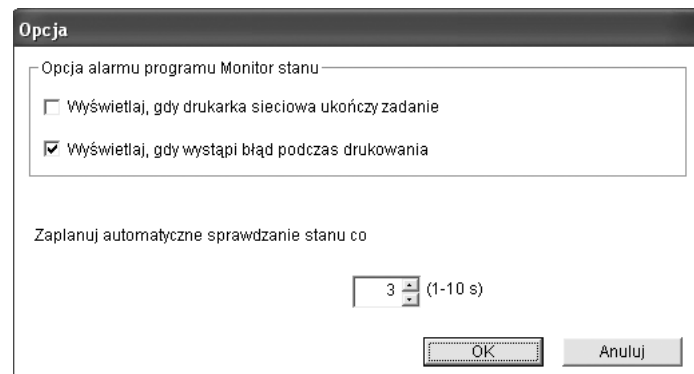 Opcja
Opcja alarmu programu Monitor stanu
Wyświetlaj, gdy drukarka sieciowa ukończy zadanie
Wyświetlaj, gdy wystąpi błąd podczas drukowania
Zaplanuj automatyczne sprawdzanie stanu co
3 (1-10 s)
OK Anuluj